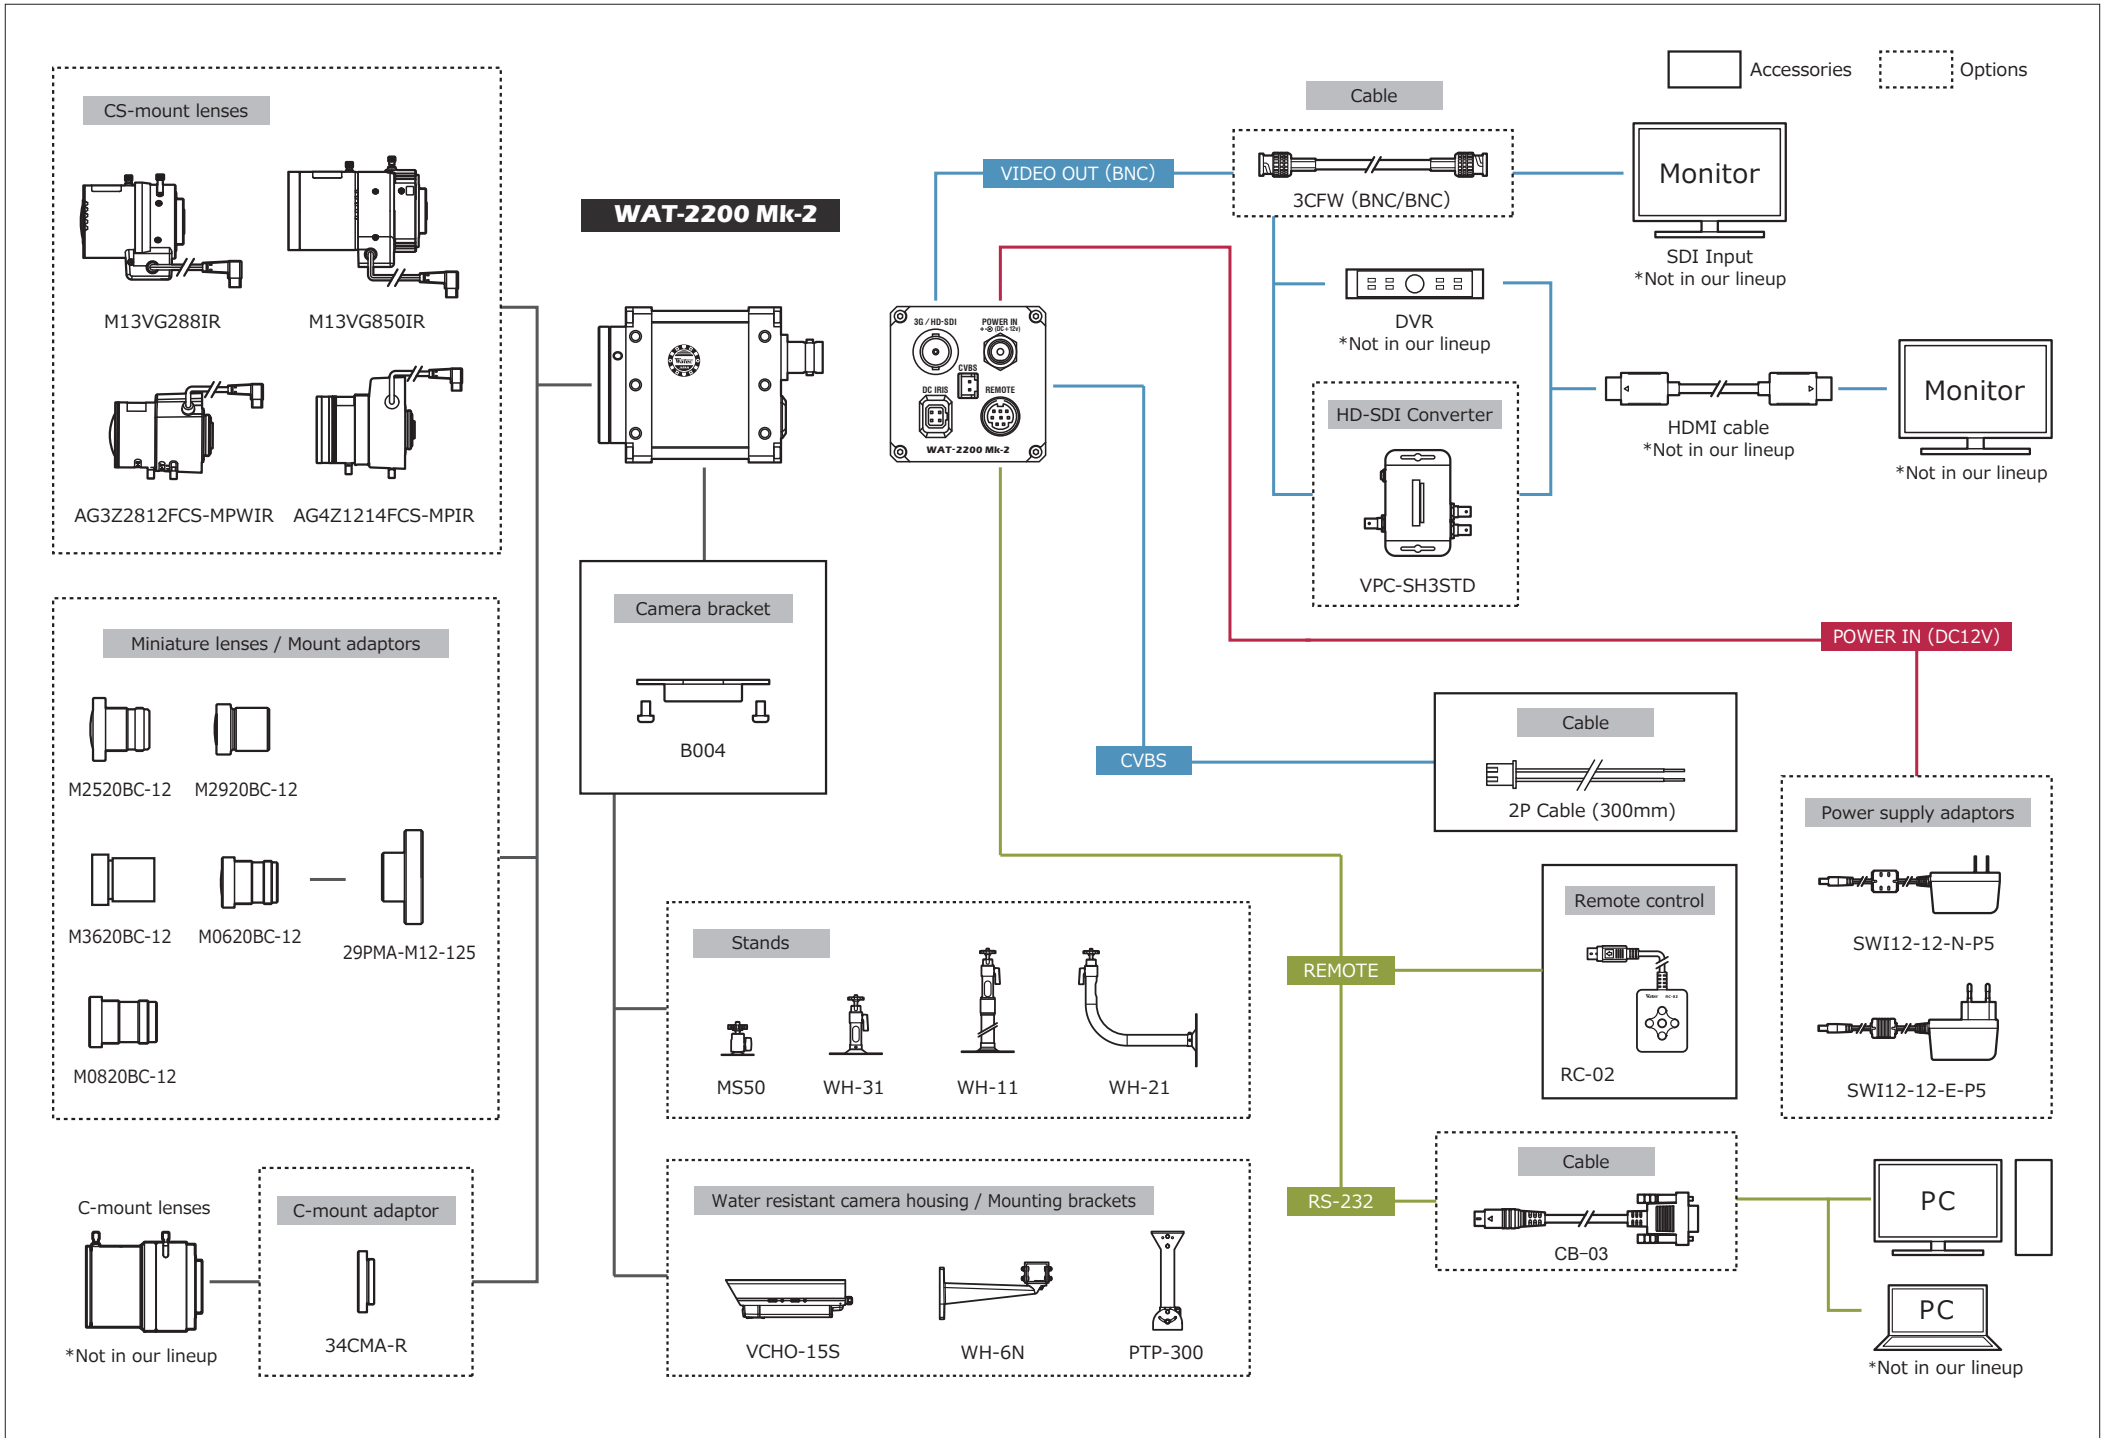 Accessories
Options
CS-mount lenses
M13VG288IR
M13VG850IR
AG3Z2812FCS-MPWIR
AG4Z1214FCS-MPIR
Miniature lenses / Mount adaptors
M2520BC-12
M2920BC-12
M3620BC-12
M0620BC-12
29PMA-M12-125
M0820BC-12
C-mount lenses
*Not in our lineup
C-mount adaptor
34CMA-R
WAT-2200 Mk-2
Watec
3G/HD-SDI
POWER IN
(DC+12v)
CVBS
DC IRIS
REMOTE
WAT-2200 Mk-2
Camera bracket
B004
Stands
MS50
WH-31
WH-11
WH-21
Water resistant camera housing / Mounting brackets
VCHO-15S
WH-6N
PTP-300
VIDEO OUT (BNC)
Cable
3CFW (BNC/BNC)
Monitor
SDI Input
*Not in our lineup
DVR
*Not in our lineup
HD-SDI Converter
VPC-SH3STD
HDMI cable
*Not in our lineup
Monitor
*Not in our lineup
POWER IN (DC12V)
Power supply adaptors
SWI12-12-N-P5
SWI12-12-E-P5
CVBS
Cable
2P Cable (300mm)
REMOTE
Remote control
Watec RC-02
RC-02
RS-232
Cable
CB-03
PC
PC
*Not in our lineup